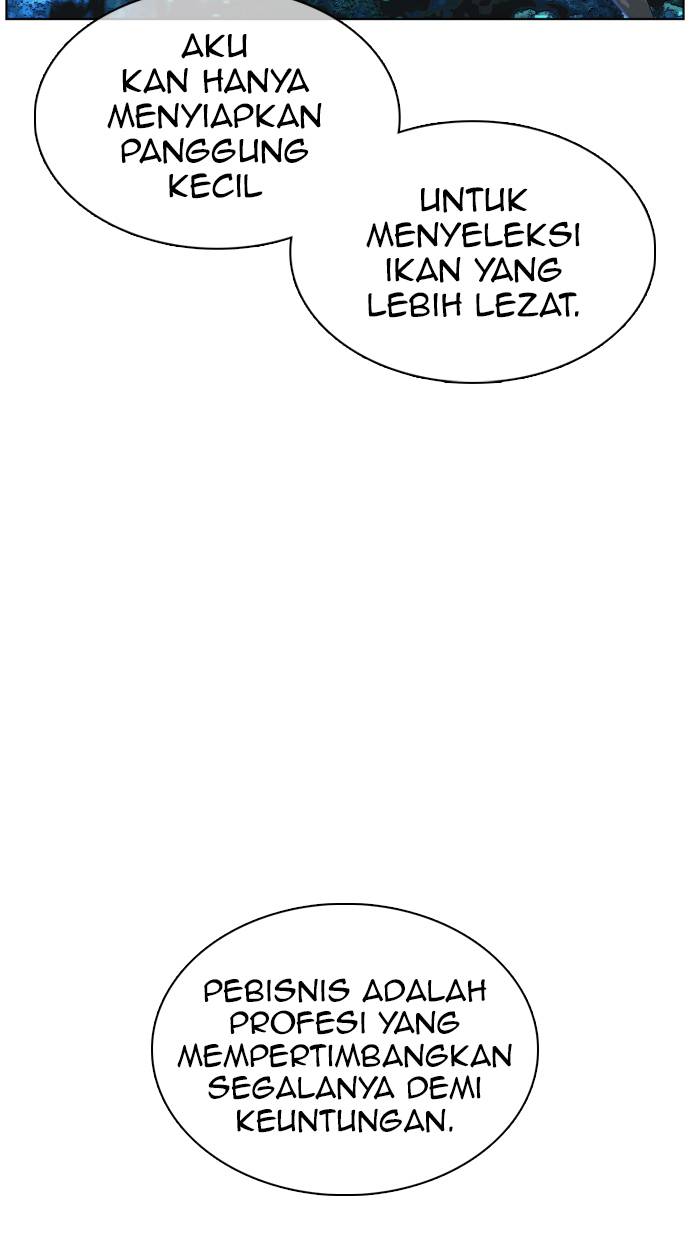 AKU
KAN HANYA
MENYIAPKAN
PANGGUNG
KECIL
UNTUK
MENYELEKSI
IKAN YANG
LEBIH LEZAT.
PEBISNIS ADALAH
PROFESI YANG
MEMPERTIMBANGKAN
SEGALANYA DEMI
KEUNTUNGAN.